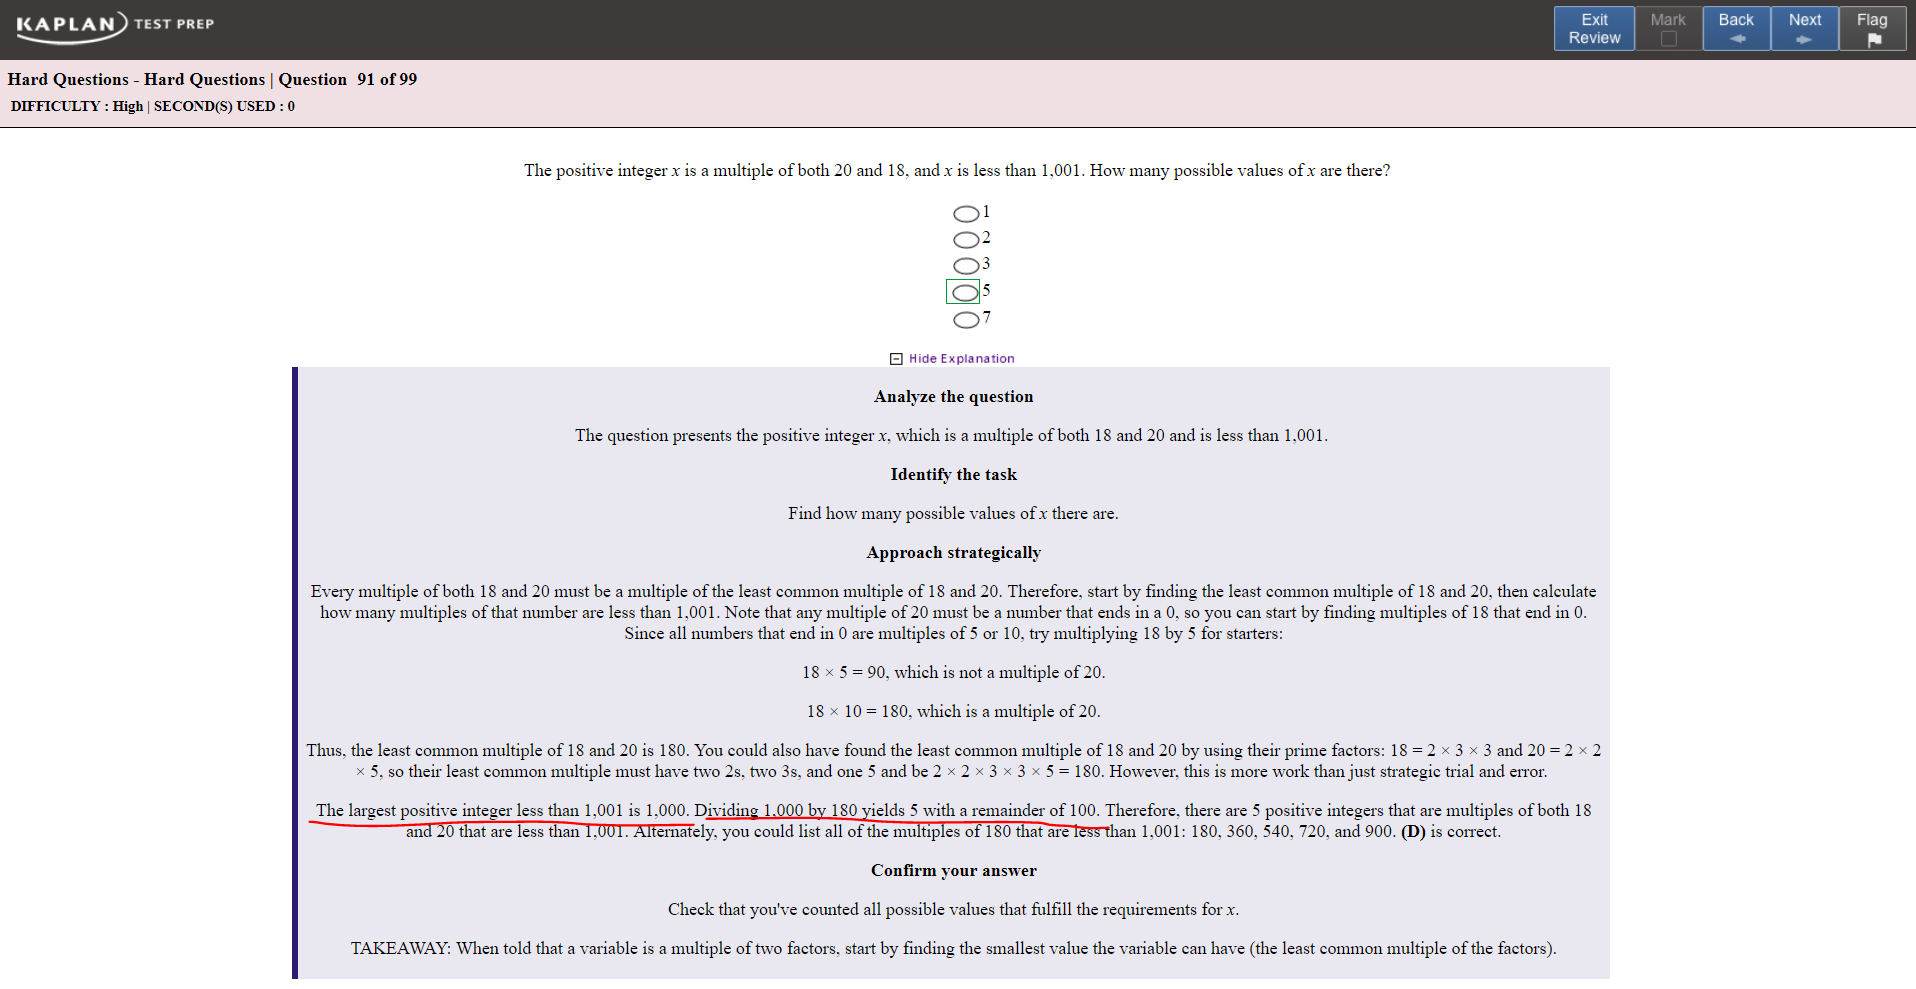 KAPLAN TEST PREP
Exit Review
Mark
Back
Next
Flag
Hard Questions - Hard Questions | Question 91 of 99
DIFFICULTY : High | SECOND(S) USED : 0
The positive integer x is a multiple of both 20 and 18, and x is less than 1,001. How many possible values of x are there?
1
2
3
5
7
Hide Explanation
Analyze the question
The question presents the positive integer x, which is a multiple of both 18 and 20 and is less than 1,001.
Identify the task
Find how many possible values of x there are.
Approach strategically
Every multiple of both 18 and 20 must be a multiple of the least common multiple of 18 and 20. Therefore, start by finding the least common multiple of 18 and 20, then calculate
how many multiples of that number are less than 1,001. Note that any multiple of 20 must be a number that ends in a 0, so you can start by finding multiples of 18 that end in 0.
Since all numbers that end in 0 are multiples of 5 or 10, try multiplying 18 by 5 for starters:
18 × 5 = 90, which is not a multiple of 20.
18 × 10 = 180, which is a multiple of 20.
Thus, the least common multiple of 18 and 20 is 180. You could also have found the least common multiple of 18 and 20 by using their prime factors: 18 = 2 × 3 × 3 and 20 = 2 × 2
× 5, so their least common multiple must have two 2s, two 3s, and one 5 and be 2 × 2 × 3 × 3 × 5 = 180. However, this is more work than just strategic trial and error.
The largest positive integer less than 1,001 is 1,000. Dividing 1,000 by 180 yields 5 with a remainder of 100. Therefore, there are 5 positive integers that are multiples of both 18
and 20 that are less than 1,001. Alternately, you could list all of the multiples of 180 that are less than 1,001: 180, 360, 540, 720, and 900. (D) is correct.
Confirm your answer
Check that you've counted all possible values that fulfill the requirements for x.
TAKEAWAY: When told that a variable is a multiple of two factors, start by finding the smallest value the variable can have (the least common multiple of the factors).